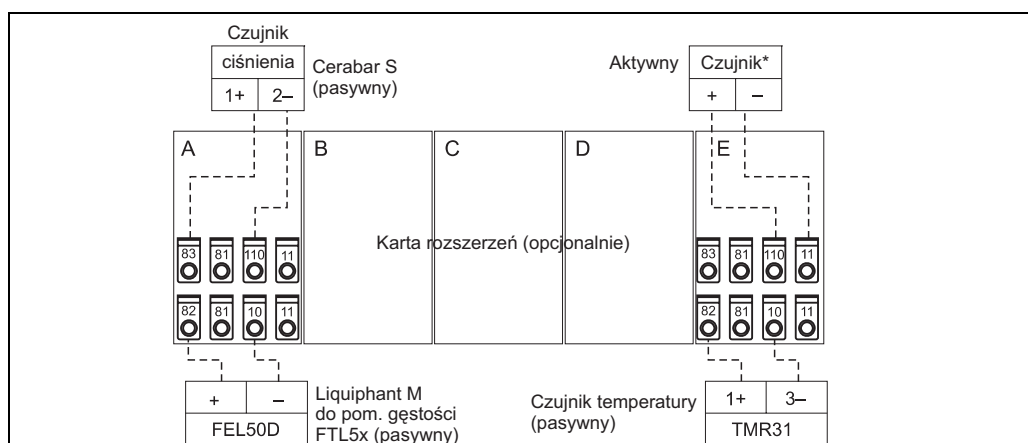 Czujnik
ciśnienia
1+ 2–
Cerabar S
(pasywny)
Aktywny
Czujnik*
+ –
A B C D E
Karta rozszerzeń (opcjonalnie)
83 81 110 11
82 81 10 11
83 81 110 11
82 81 10 11
+ –
FEL50D
Liquiphant M
do pom. gęstości
FTL5x (pasywny)
Czujnik temperatury
(pasywny)
1+ 3–
TMR31